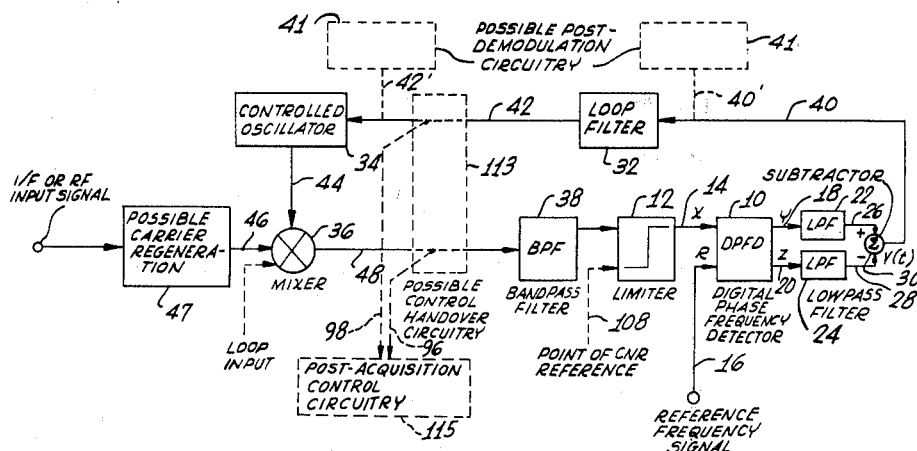 41
POSSIBLE POST-
DEMODULATION
CIRCUITRY
41
42'
40'
CONTROLLED
OSCILLATOR
34
42
LOOP
FILTER
32
40
113
SUBTRACTOR
I/F OR RF
INPUT SIGNAL
44
POSSIBLE
CARRIER
REGENERATION
47
46
36
MIXER
48
38
BPF
BANDPASS
FILTER
12
LIMITER
14
X
R
10
DPFD
DIGITAL
PHASE
FREQUENCY
DETECTOR
Y
18
Z
20
22
LPF
26
+
Σ
−
V(t)
LPF
30
28
LOWPASS
FILTER
24
LOOP
INPUT
98
96
POSSIBLE
CONTROL
HANDOVER
CIRCUITRY
108
POINT OF CNR
REFERENCE
16
POST-ACQUISITION
CONTROL
CIRCUITRY
115
REFERENCE
FREQUENCY
SIGNAL